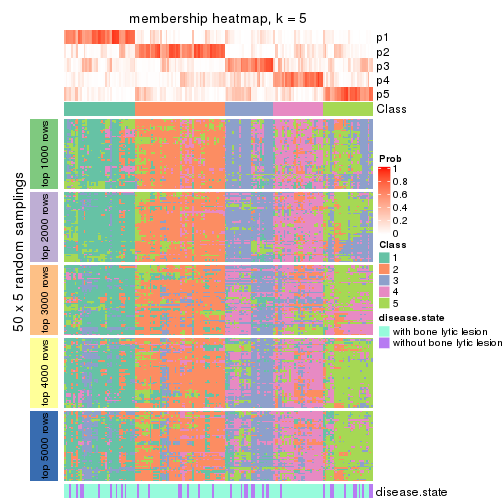 membership heatmap, k = 5
p1
p2
p3
p4
p5
Class
50 x 5 random samplings
top 1000 rows
top 2000 rows
top 3000 rows
top 4000 rows
top 5000 rows
disease.state
Prob
1
0.8
0.6
0.4
0.2
0
Class
1
2
3
4
5
disease.state
with bone lytic lesion
without bone lytic lesion